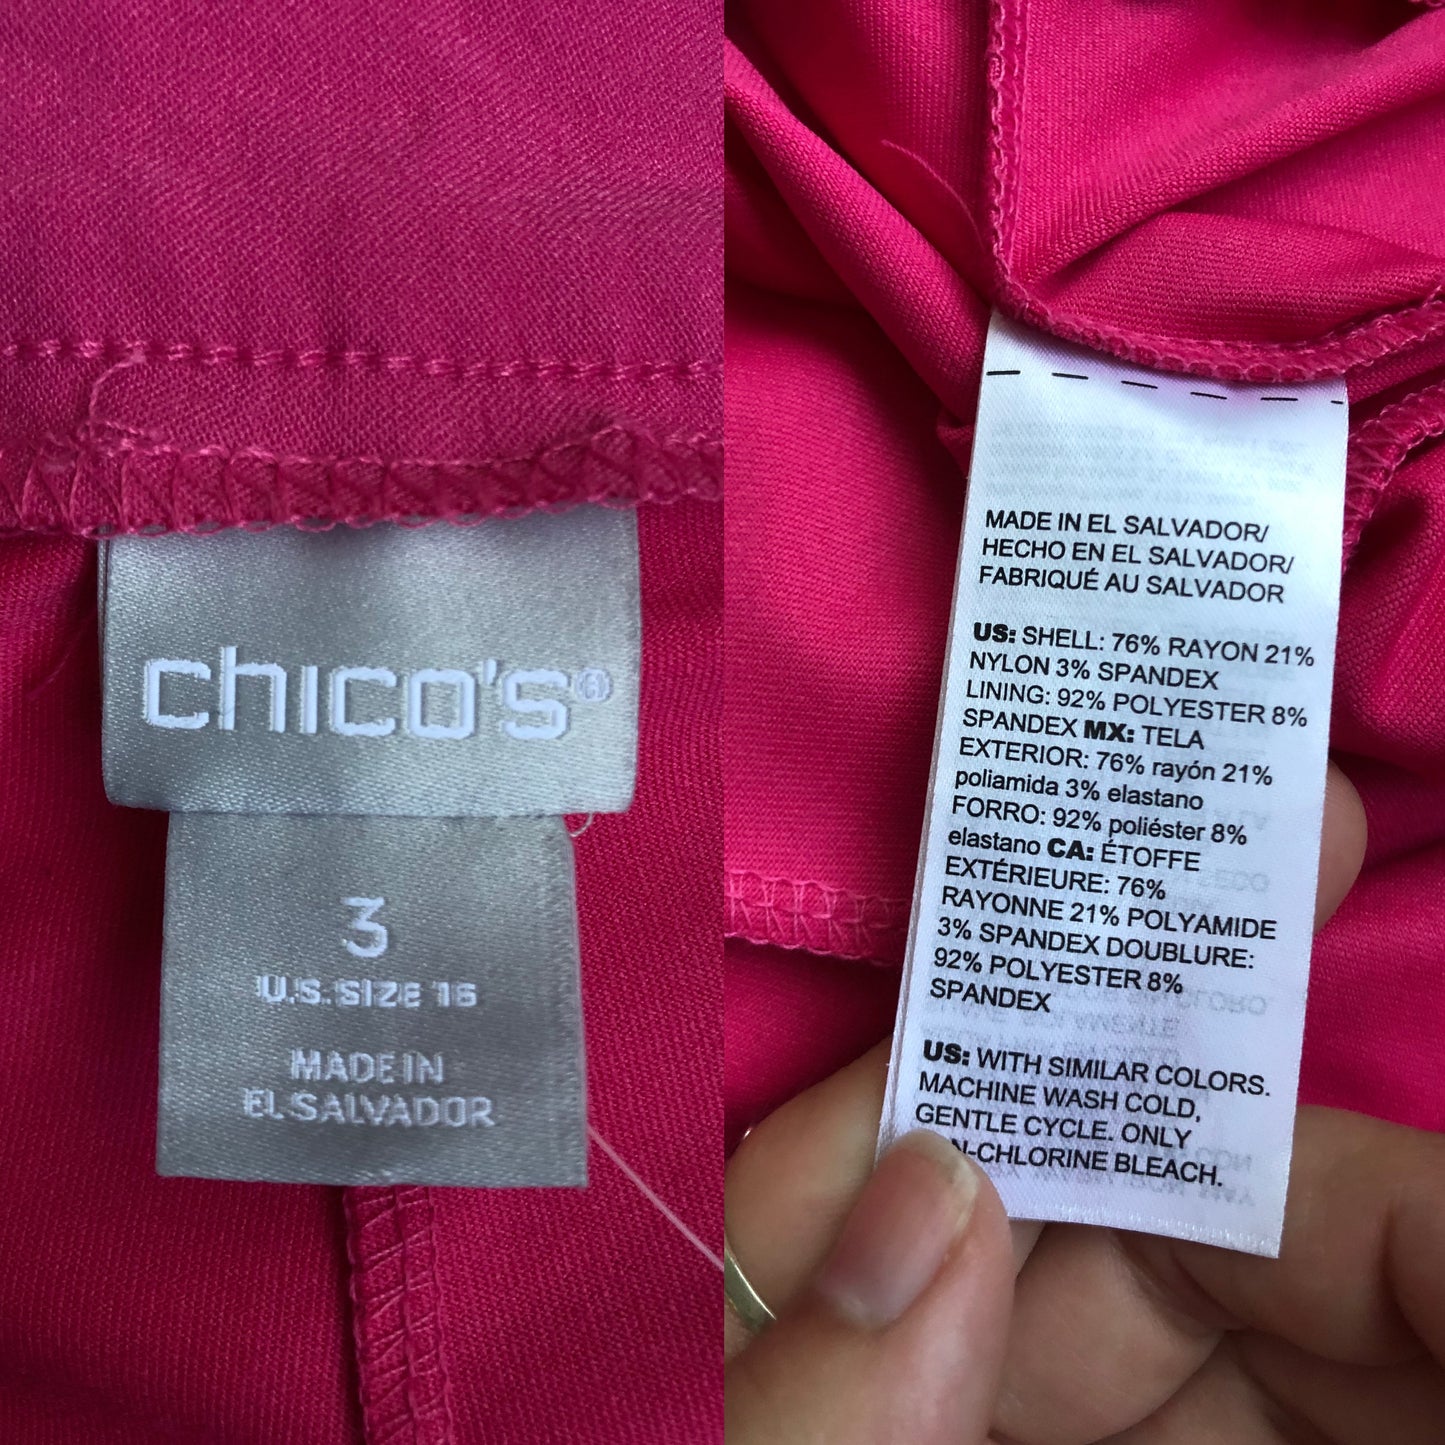 chico's®
3
U.S. SIZE 16
MADE IN
EL SALVADOR
MADE IN EL SALVADOR/
HECHO EN EL SALVADOR/
FABRIQUÉ AU SALVADOR
US: SHELL: 76% RAYON 21%
NYLON 3% SPANDEX
LINING: 92% POLYESTER 8%
SPANDEX MX: TELA
EXTERIOR: 76% rayón 21%
poliamida 3% elastano
FORRO: 92% poliéster 8%
elastano CA: ÉTOFFE
EXTÉRIEURE: 76%
RAYONNE 21% POLYAMIDE
3% SPANDEX DOUBLURE:
92% POLYESTER 8%
SPANDEX
US: WITH SIMILAR COLORS.
MACHINE WASH COLD,
GENTLE CYCLE. ONLY
N-CHLORINE BLEACH.